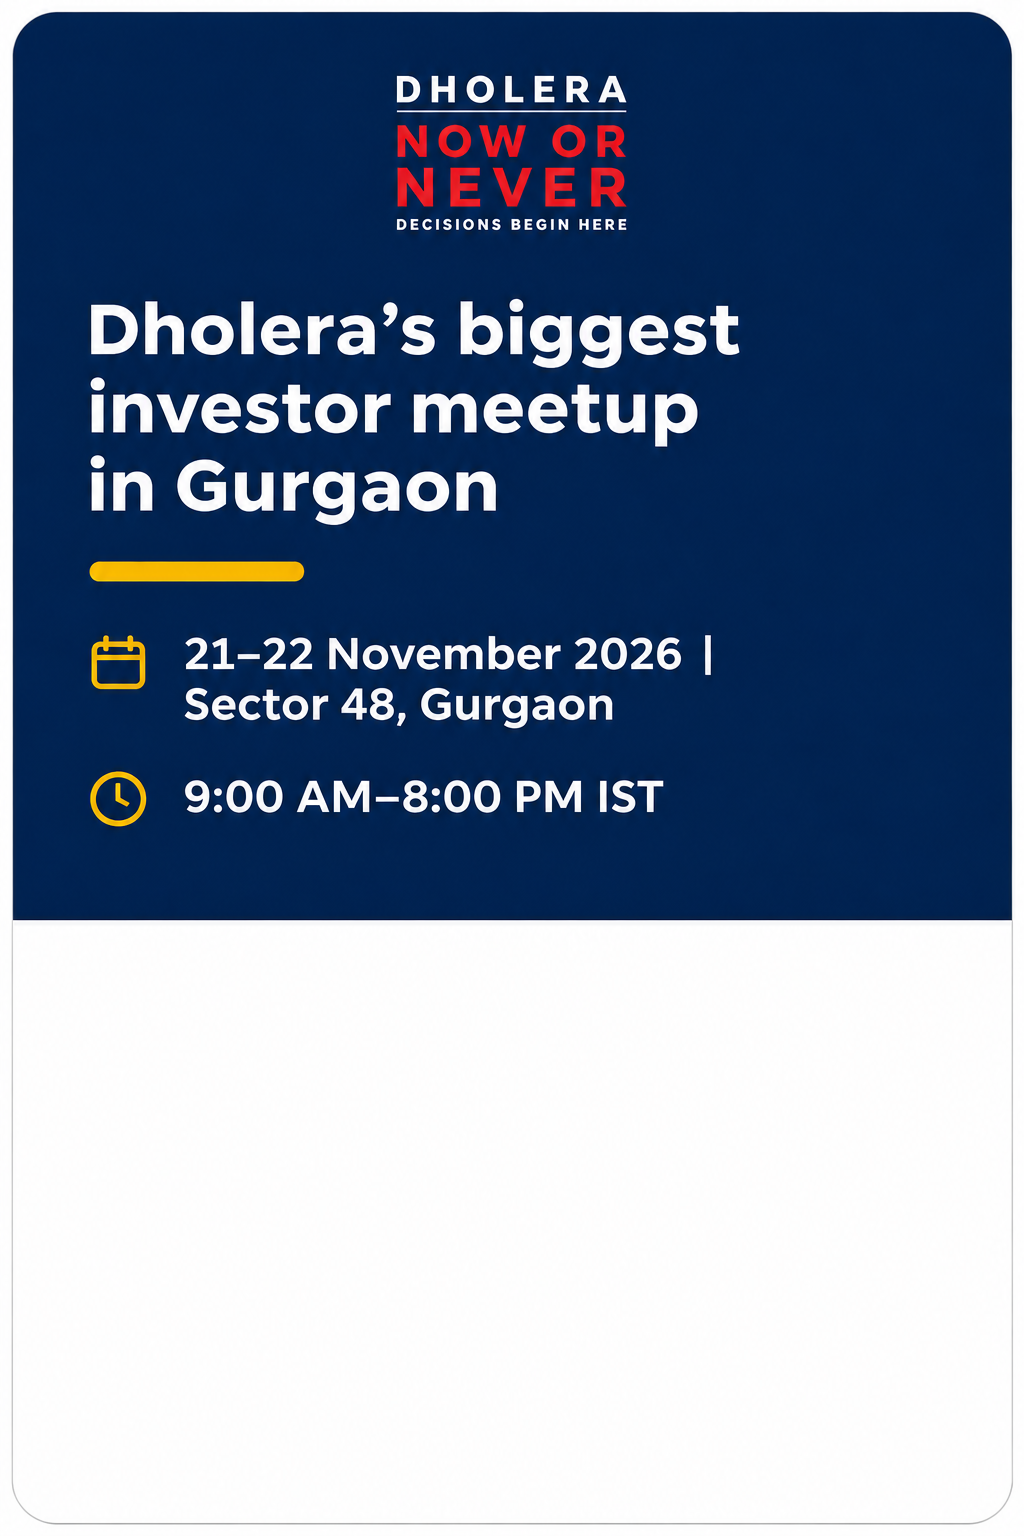 DHOLERA
NOW OR
NEVER
DECISIONS BEGIN HERE
Dholera’s biggest
investor meetup
in Gurgaon
21–22 November 2026 |
Sector 48, Gurgaon
9:00 AM–8:00 PM IST